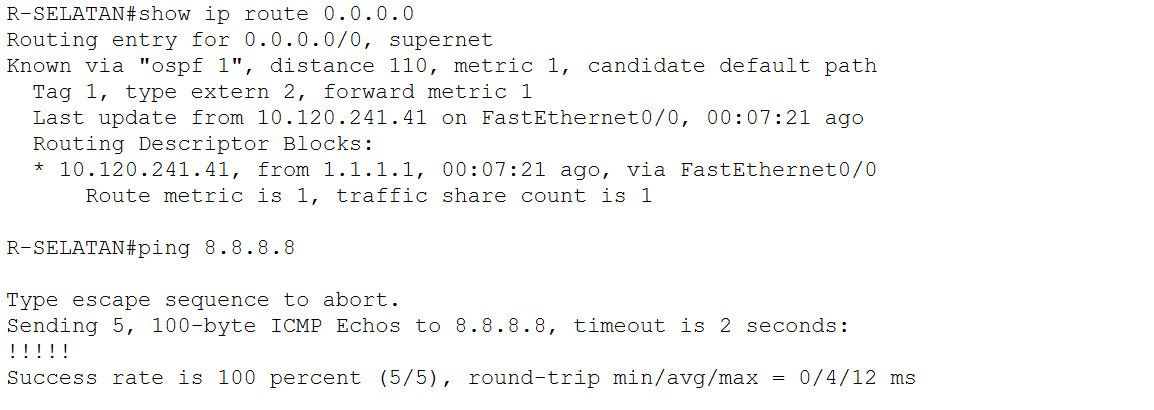 R-SELATAN#show ip route 0.0.0.0
Routing entry for 0.0.0.0/0, supernet
Known via "ospf 1", distance 110, metric 1, candidate default path
  Tag 1, type extern 2, forward metric 1
  Last update from 10.120.241.41 on FastEthernet0/0, 00:07:21 ago
  Routing Descriptor Blocks:
  * 10.120.241.41, from 1.1.1.1, 00:07:21 ago, via FastEthernet0/0
      Route metric is 1, traffic share count is 1

R-SELATAN#ping 8.8.8.8

Type escape sequence to abort.
Sending 5, 100-byte ICMP Echos to 8.8.8.8, timeout is 2 seconds:
!!!!!
Success rate is 100 percent (5/5), round-trip min/avg/max = 0/4/12 ms